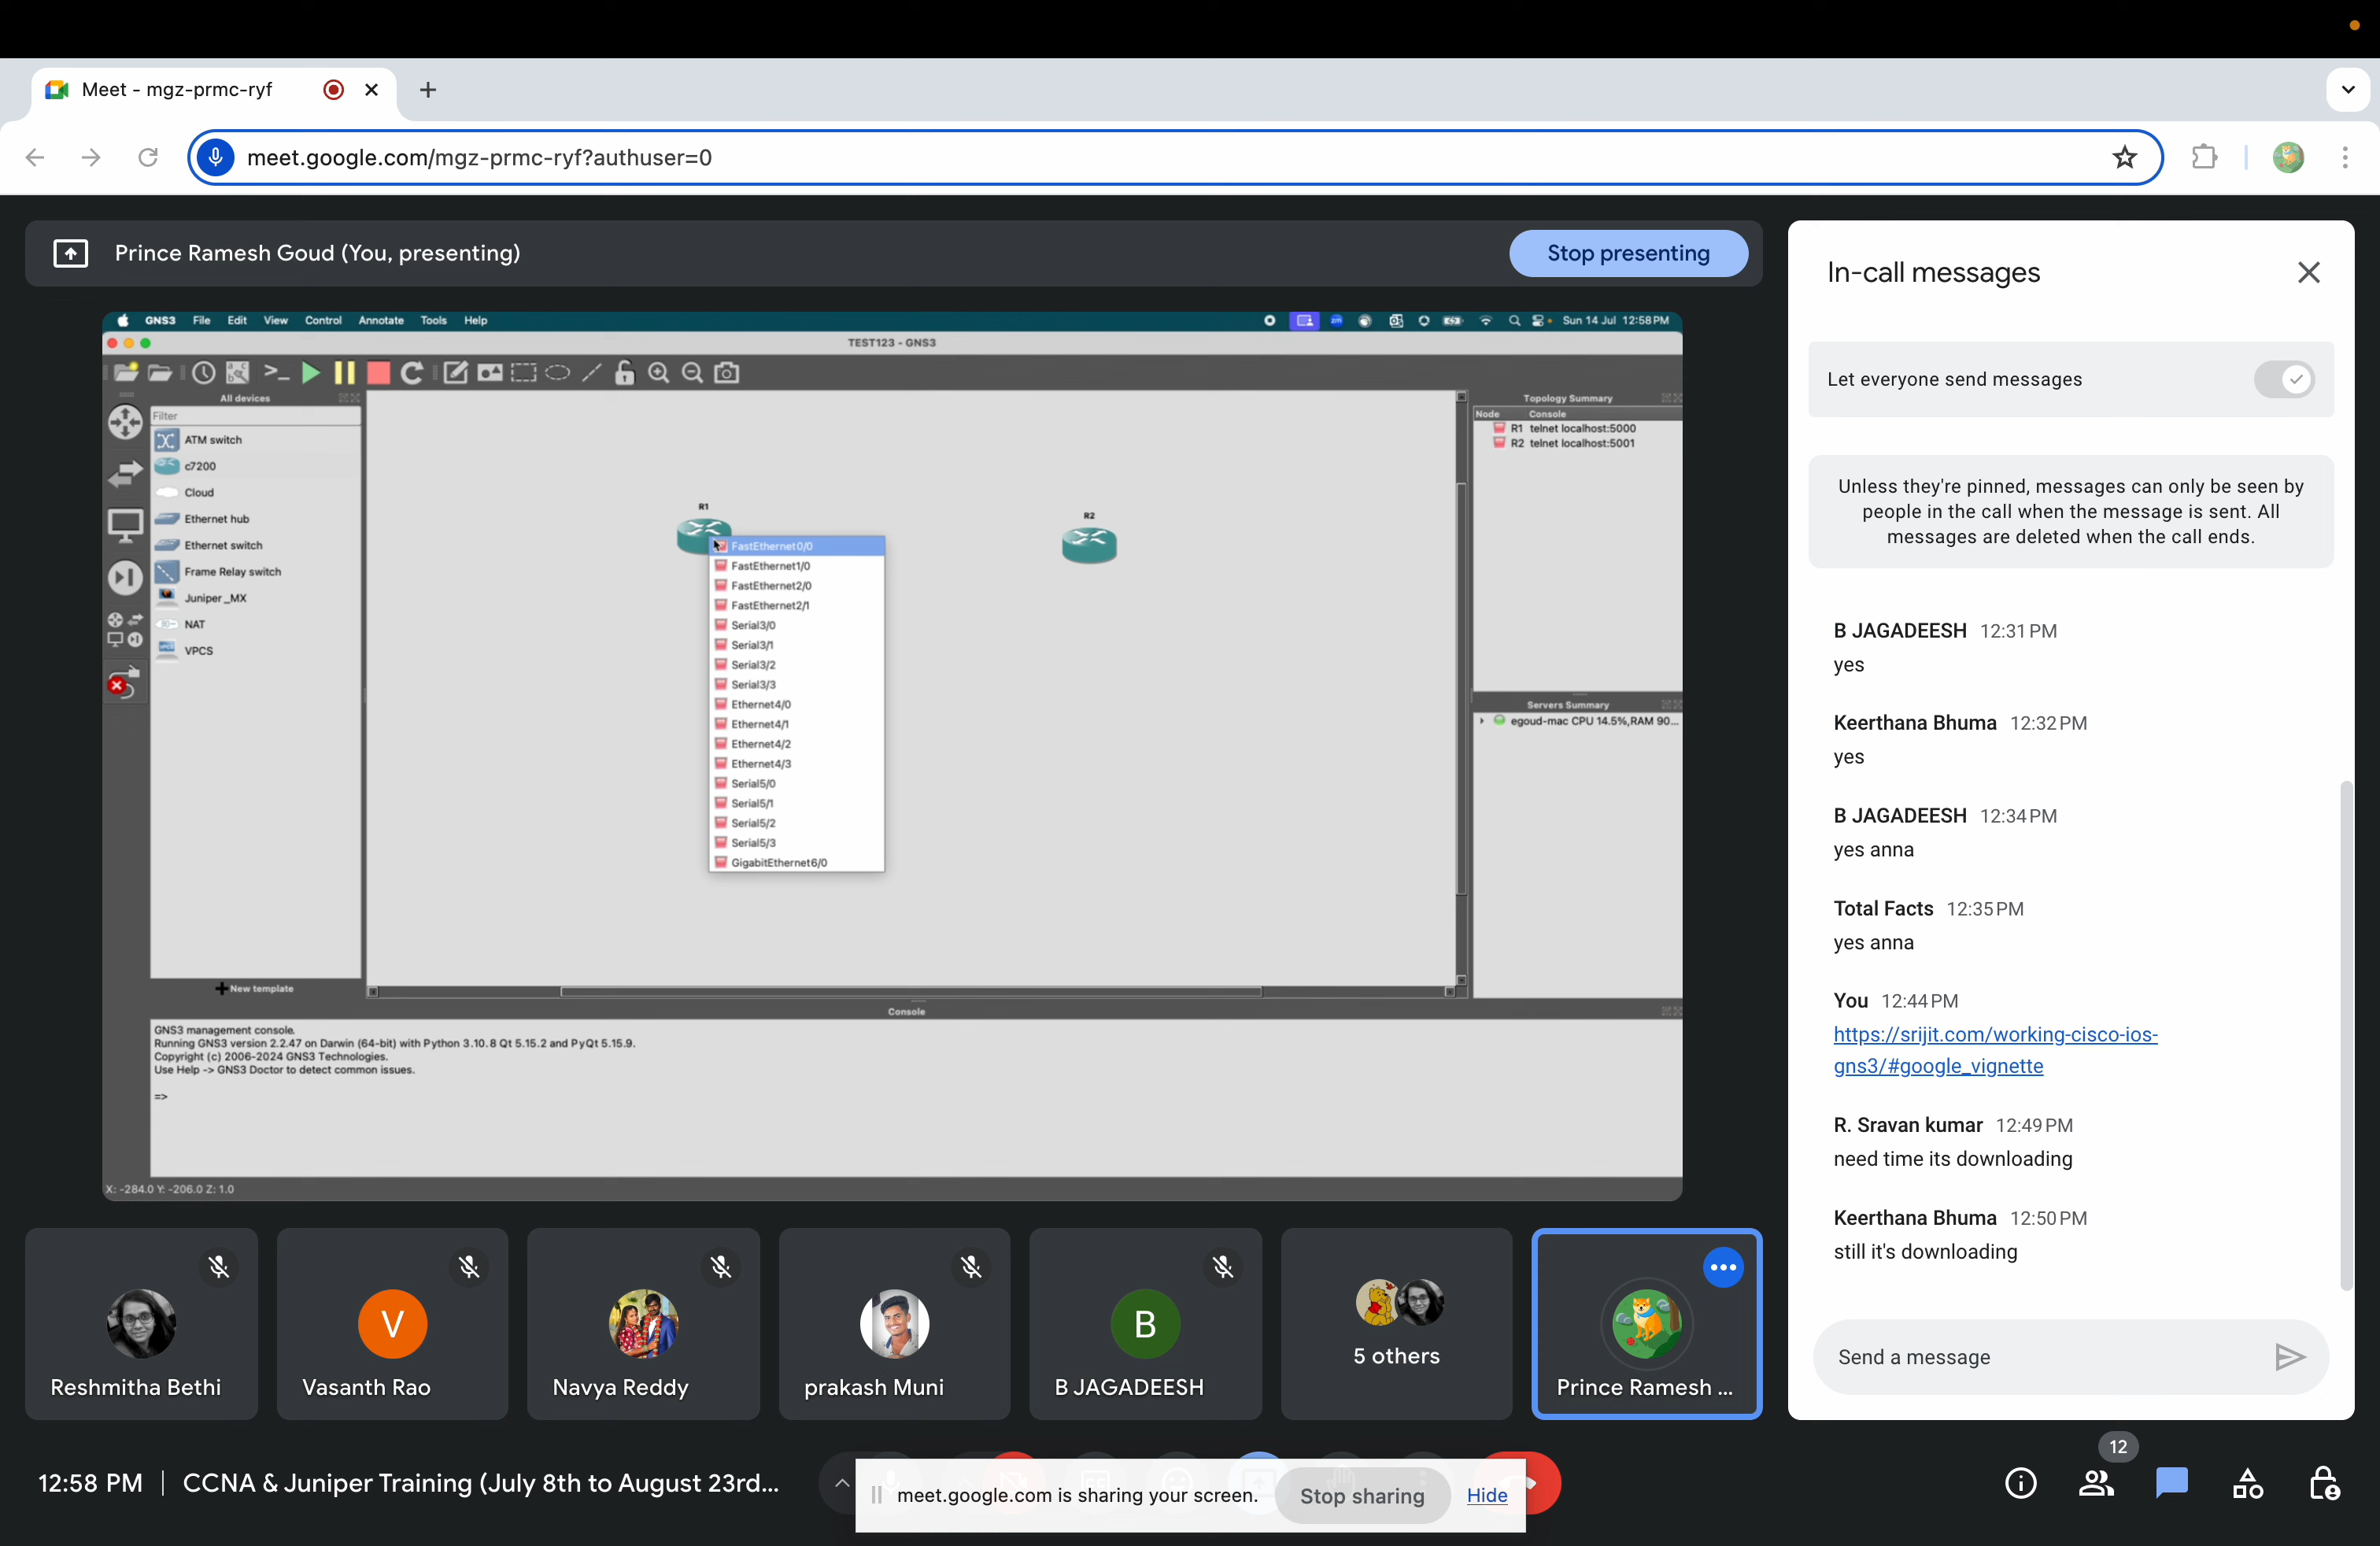 Meet - mgz-prmc-ryf
meet.google.com/mgz-prmc-ryf?authuser=0
Prince Ramesh Goud (You, presenting)
Stop presenting
GNS3 File Edit View Control Annotate Tools Help
Sun 14 Jul 12:58 PM
TEST123 - GNS3
All devices
Filter
ATM switch
c7200
Cloud
Ethernet hub
Ethernet switch
Frame Relay switch
Juniper_MX
NAT
VPCS
New template
R1
R2
FastEthernet0/0
FastEthernet1/0
FastEthernet2/0
FastEthernet2/1
Serial3/0
Serial3/1
Serial3/2
Serial3/3
Ethernet4/0
Ethernet4/1
Ethernet4/2
Ethernet4/3
Serial5/0
Serial5/1
Serial5/2
Serial5/3
GigabitEthernet6/0
Topology Summary
Node Console
R1 telnet localhost:5000
R2 telnet localhost:5001
Servers Summary
egoud-mac CPU 14.5%, RAM 90...
Console
GNS3 management console.
Running GNS3 version 2.2.47 on Darwin (64-bit) with Python 3.10.8 Qt 5.15.2 and PyQt 5.15.9.
Copyright (c) 2006-2024 GNS3 Technologies.
Use Help -> GNS3 Doctor to detect common issues.
=>
X: -284.0 Y: -206.0 Z: 1.0
Reshmitha Bethi
V
Vasanth Rao
Navya Reddy
prakash Muni
B
B JAGADEESH
5 others
Prince Ramesh ...
In-call messages
Let everyone send messages
Unless they're pinned, messages can only be seen by
people in the call when the message is sent. All
messages are deleted when the call ends.
B JAGADEESH 12:31 PM
yes
Keerthana Bhuma 12:32 PM
yes
B JAGADEESH 12:34 PM
yes anna
Total Facts 12:35 PM
yes anna
You 12:44 PM
https://srijit.com/working-cisco-ios-
gns3/#google_vignette
R. Sravan kumar 12:49 PM
need time its downloading
Keerthana Bhuma 12:50 PM
still it's downloading
Send a message
12:58 PM | CCNA & Juniper Training (July 8th to August 23rd...
meet.google.com is sharing your screen.
Stop sharing
Hide
12